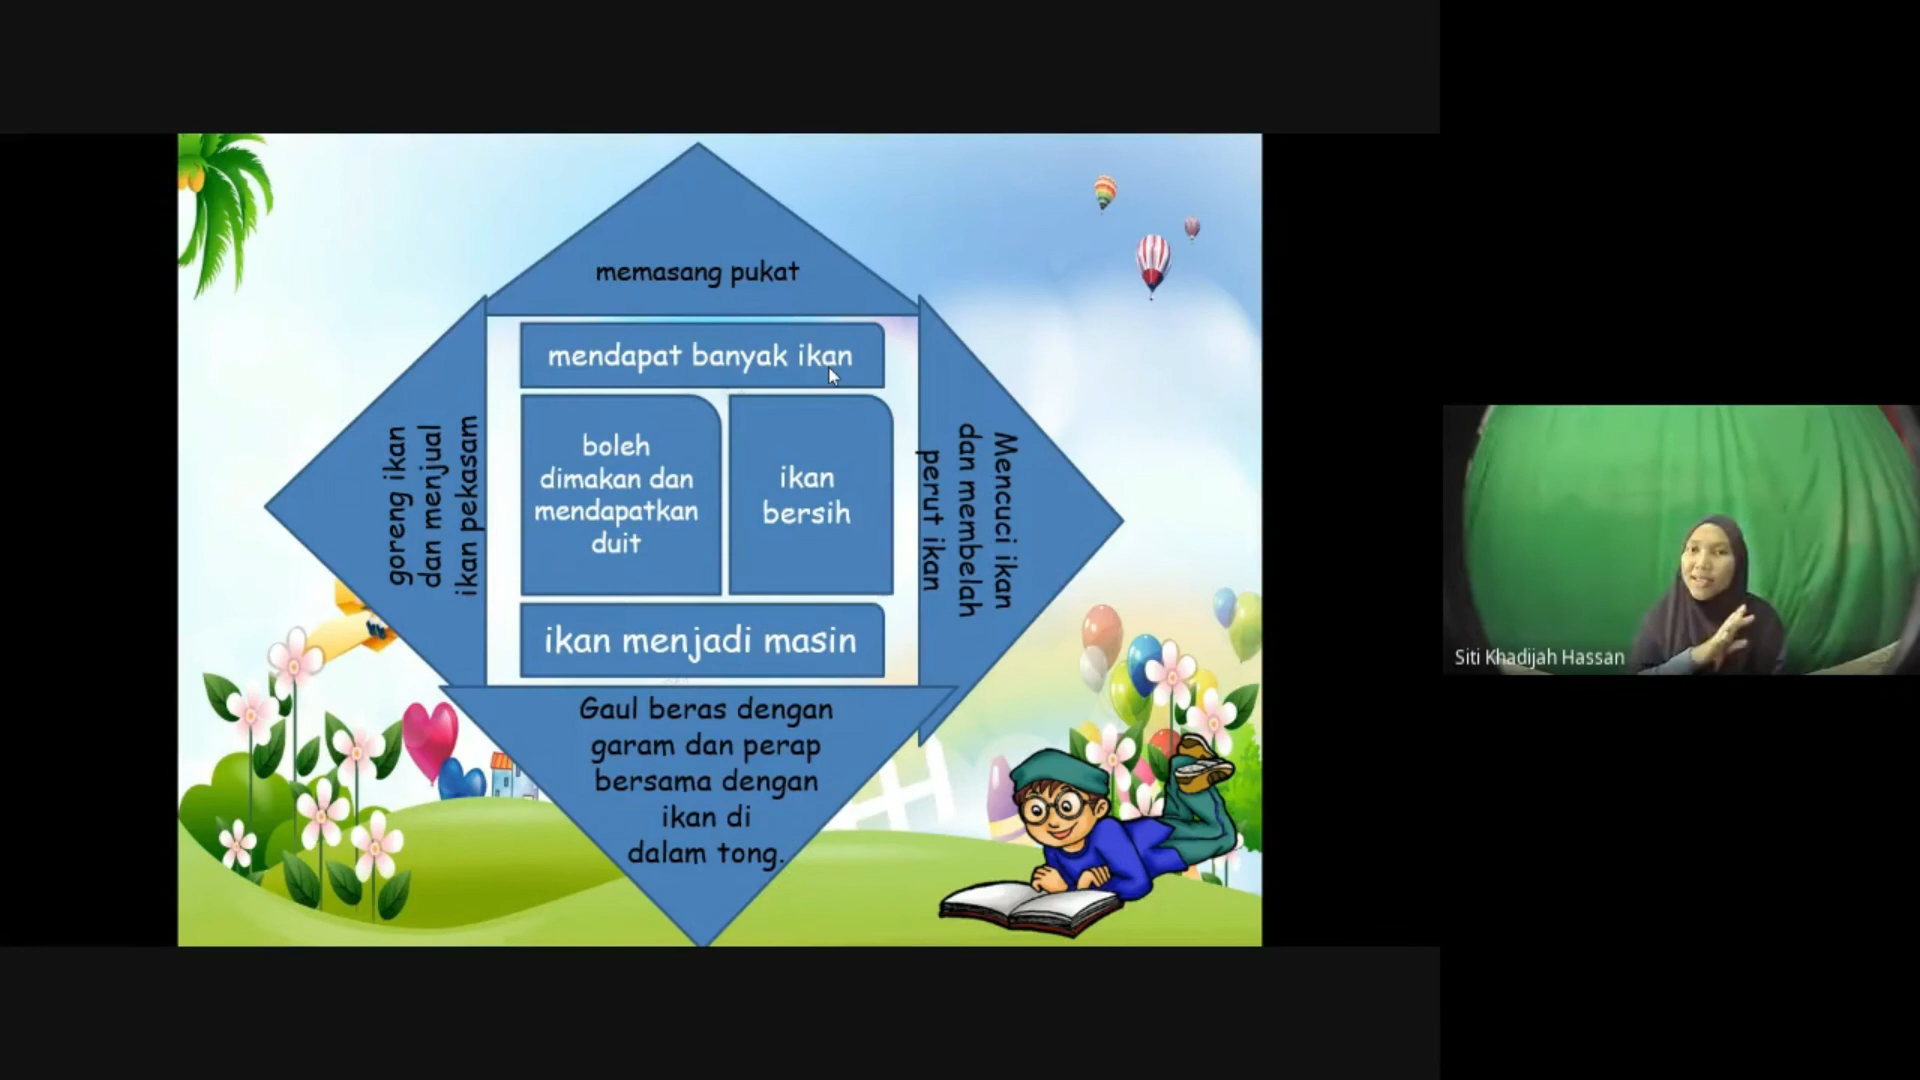 memasang pukat
mendapat banyak ikan
goreng ikan
dan menjual
ikan pekasam
boleh
dimakan dan
mendapatkan
duit
ikan
bersih
Mencuci ikan
dan membelah
perut ikan
ikan menjadi masin
Gaul beras dengan
garam dan perap
bersama dengan
ikan di
dalam tong.
Siti Khadijah Hassan